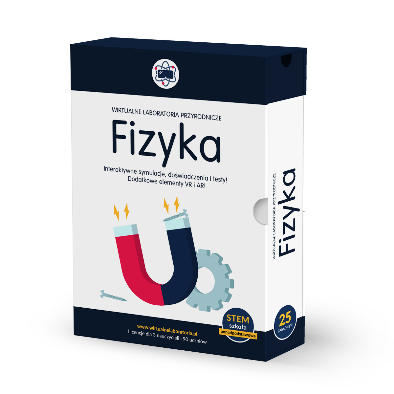 WIRTUALNE LABORATORIA PRZYRODNICZE
Fizyka
Interaktywne symulacje, doświadczenia i testy!
Dodatkowe elementy VR i AR!
www.wirtualnelaboratoria.pl
STEM
szkoła
Fizyka
25